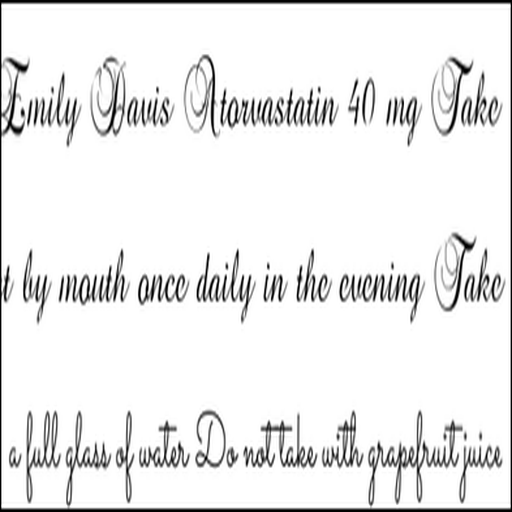 Emily Davis Atorvastatin 40 mg Take
t by mouth once daily in the evening Take
a full glass of water Do not take with grapefruit juice